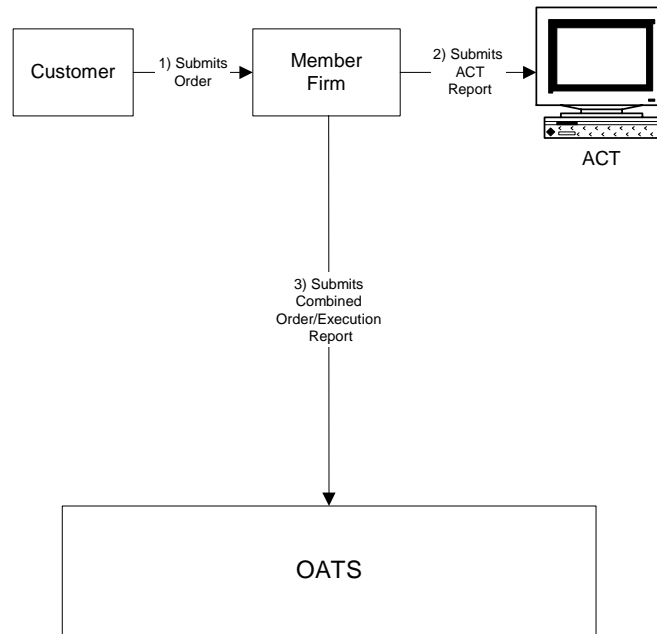 Customer
1) Submits
Order
Member
Firm
2) Submits
ACT
Report
ACT
3) Submits
Combined
Order/Execution
Report
OATS